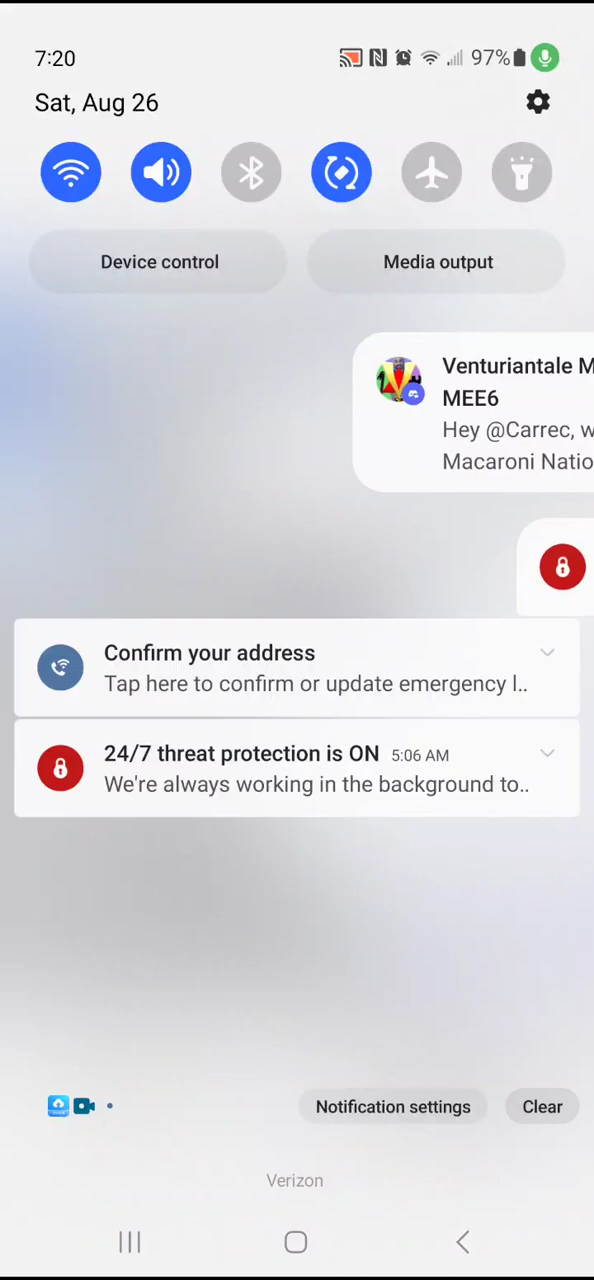 7:20
97%
Sat, Aug 26
Device control
Media output
Venturiantale M
MEE6
Hey @Carrec, w
Macaroni Natio
Confirm your address
Tap here to confirm or update emergency l..
24/7 threat protection is ON 5:06 AM
We're always working in the background to..
Notification settings
Clear
Verizon